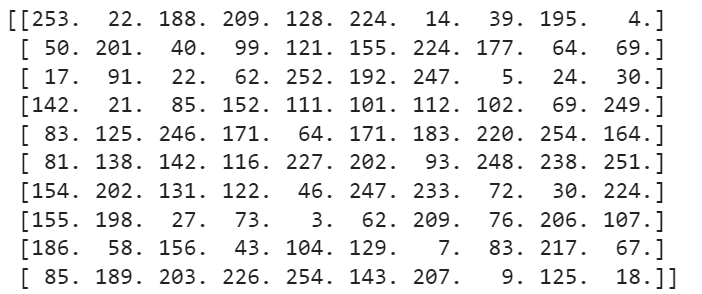 [[253.  22. 188. 209. 128. 224.  14.  39. 195.   4.]
 [ 50. 201.  40.  99. 121. 155. 224. 177.  64.  69.]
 [ 17.  91.  22.  62. 252. 192. 247.   5.  24.  30.]
 [142.  21.  85. 152. 111. 101. 112. 102.  69. 249.]
 [ 83. 125. 246. 171.  64. 171. 183. 220. 254. 164.]
 [ 81. 138. 142. 116. 227. 202.  93. 248. 238. 251.]
 [154. 202. 131. 122.  46. 247. 233.  72.  30. 224.]
 [155. 198.  27.  73.   3.  62. 209.  76. 206. 107.]
 [186.  58. 156.  43. 104. 129.   7.  83. 217.  67.]
 [ 85. 189. 203. 226. 254. 143. 207.   9. 125.  18.]]